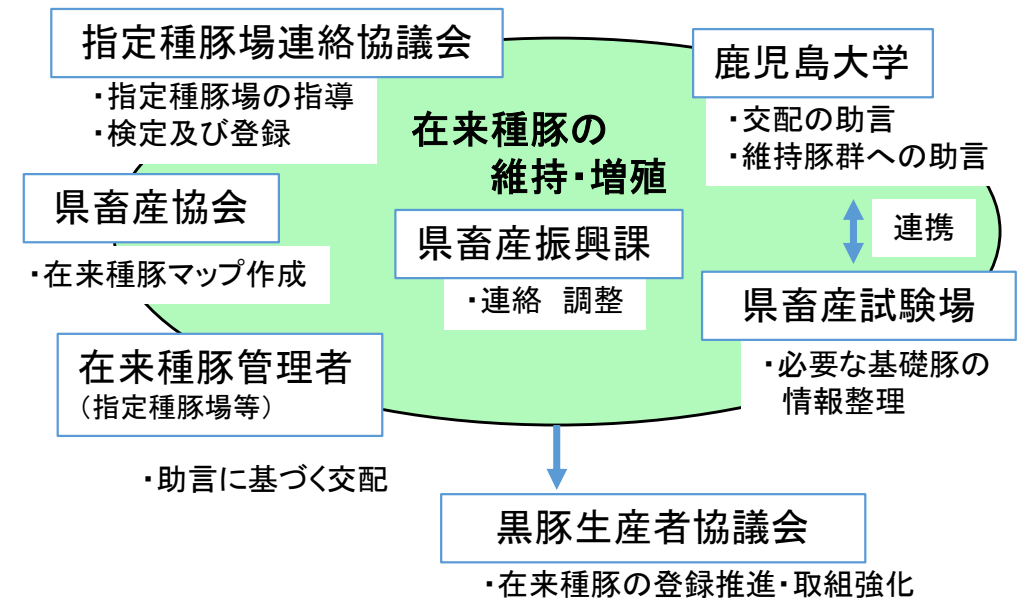 指定種豚場連絡協議会
・指定種豚場の指導
・検定及び登録
鹿児島大学
・交配の助言
・維持豚群への助言
在来種豚の
維持・増殖
県畜産協会
・在来種豚マップ作成
県畜産振興課
・連絡　調整
連携
県畜産試験場
・必要な基礎豚の
情報整理
在来種豚管理者
（指定種豚場等）
・助言に基づく交配
黒豚生産者協議会
・在来種豚の登録推進・取組強化